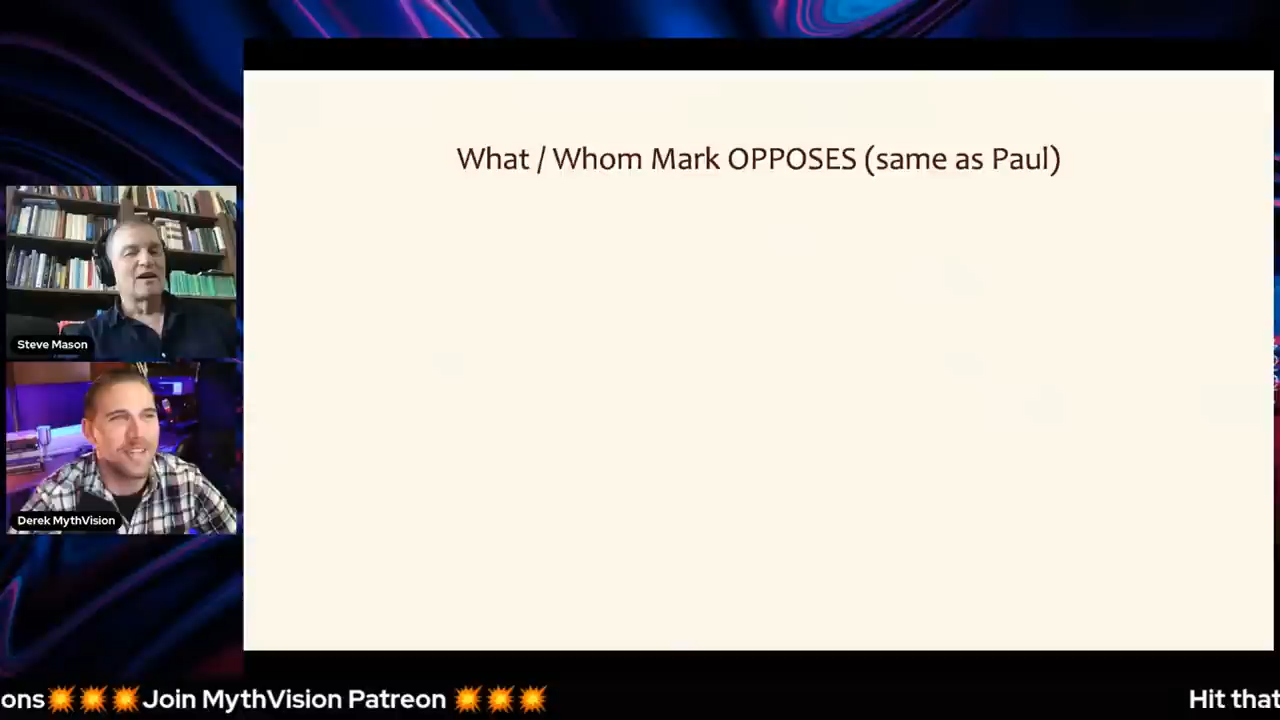 What / Whom Mark OPPOSES (same as Paul)
Steve Mason
Derek MythVision
ons💥💥💥Join MythVision Patreon 💥💥💥
Hit that